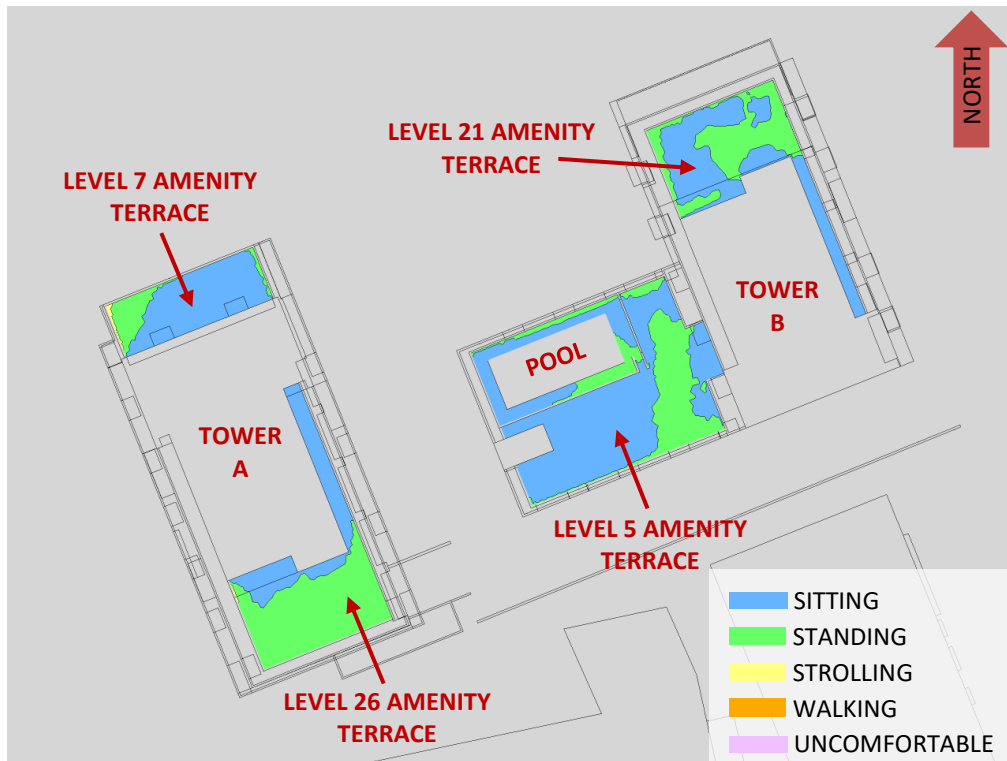 NORTH
LEVEL 21 AMENITY
TERRACE
LEVEL 7 AMENITY
TERRACE
TOWER
B
POOL
TOWER
A
LEVEL 5 AMENITY
TERRACE
LEVEL 26 AMENITY
TERRACE
SITTING
STANDING
STROLLING
WALKING
UNCOMFORTABLE